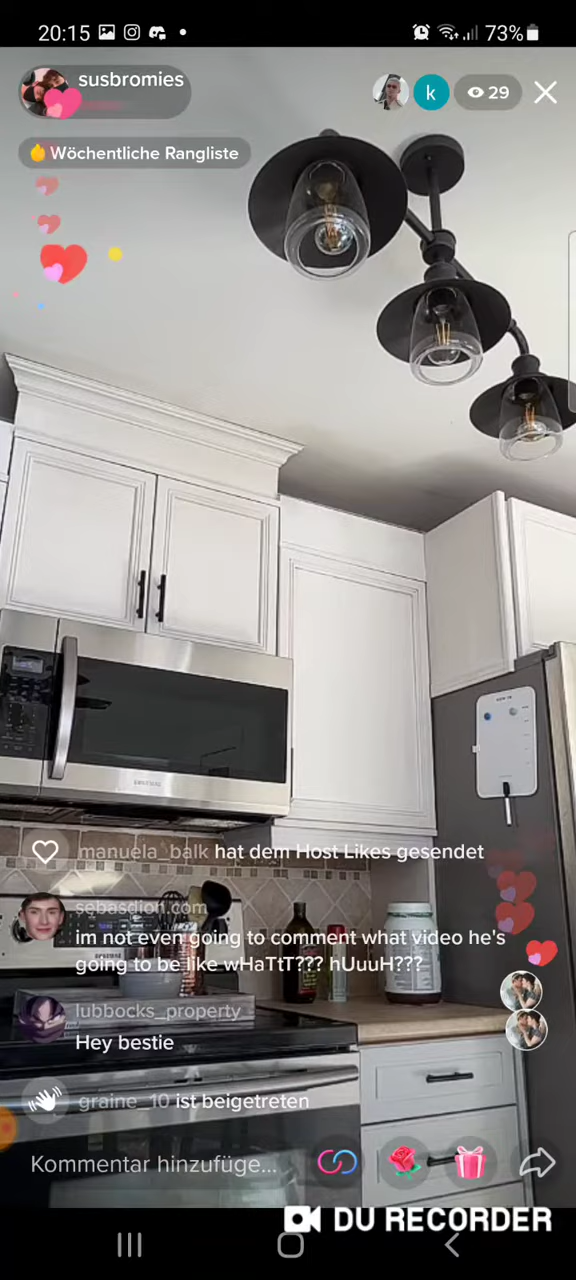 20:15
73%
susbromies
k
29
Wöchentliche Rangliste
manuela_balk hat dem Host Likes gesendet
sebasdion.com
im not even going to comment what video he's
going to be like wHaTtT??? hUuuH???
lubbocks_property
Hey bestie
graine_10 ist beigetreten
Kommentar hinzufüge...
DU RECORDER